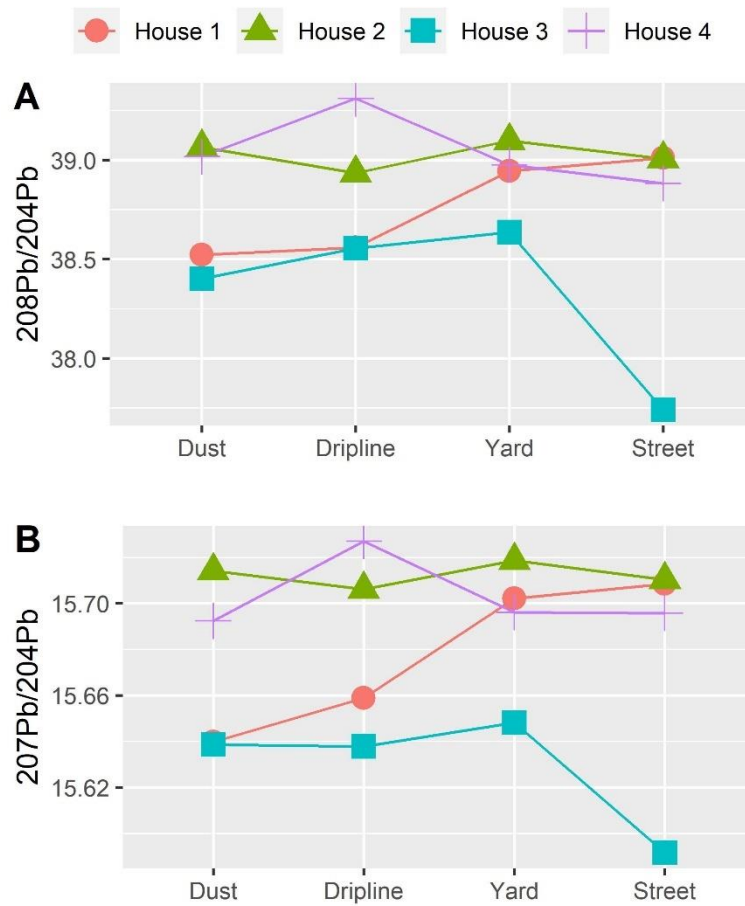 House 1 House 2 House 3 House 4
A
208Pb/204Pb
39.0
38.5
38.0
Dust Dripline Yard Street
B
207Pb/204Pb
15.70
15.66
15.62
Dust Dripline Yard Street